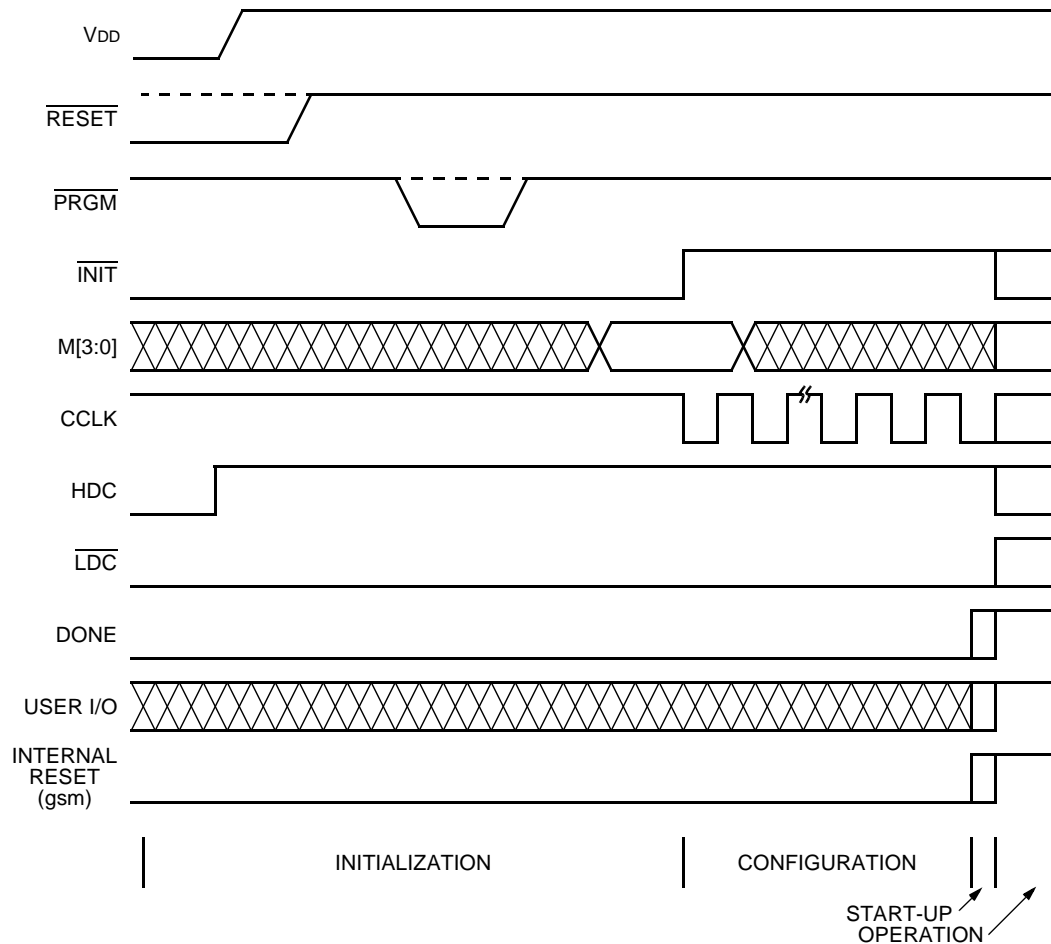 VDD
RESET
PRGM
INIT
M[3:0]
CCLK
HDC
LDC
DONE
USER I/O
INTERNAL
RESET
(gsm)
INITIALIZATION
CONFIGURATION
START-UP
OPERATION